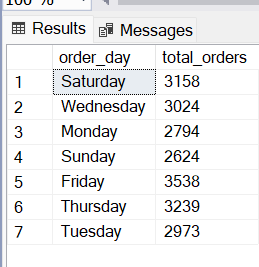 100 %
Results Messages
order_day total_orders
1 Saturday 3158
2 Wednesday 3024
3 Monday 2794
4 Sunday 2624
5 Friday 3538
6 Thursday 3239
7 Tuesday 2973